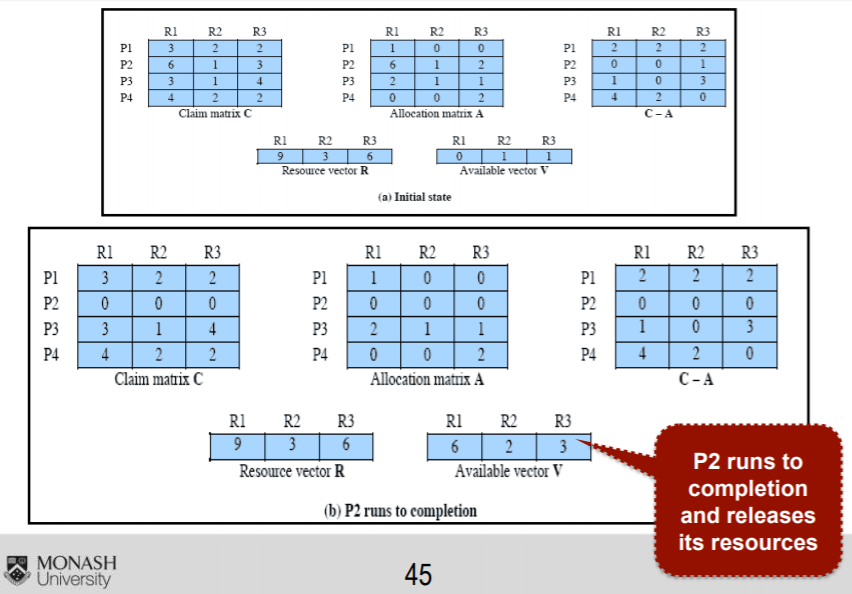 R1 R2 R3 R1 R2 R3 R1 R2 R3
P1 3 2 2 P1 1 0 0 P1 2 2 2
P2 6 1 3 P2 6 1 2 P2 0 0 1
P3 3 1 4 P3 2 1 1 P3 1 0 3
P4 4 2 2 P4 0 0 2 P4 4 2 0
Claim matrix C Allocation matrix A C – A
R1 R2 R3 R1 R2 R3
9 3 6 0 1 1
Resource vector R Available vector V
(a) Initial state
R1 R2 R3 R1 R2 R3 R1 R2 R3
P1 3 2 2 P1 1 0 0 P1 2 2 2
P2 0 0 0 P2 0 0 0 P2 0 0 0
P3 3 1 4 P3 2 1 1 P3 1 0 3
P4 4 2 2 P4 0 0 2 P4 4 2 0
Claim matrix C Allocation matrix A C – A
R1 R2 R3 R1 R2 R3
9 3 6 6 2 3
Resource vector R Available vector V
(b) P2 runs to completion
P2 runs to
completion
and releases
its resources
MONASH
University
45